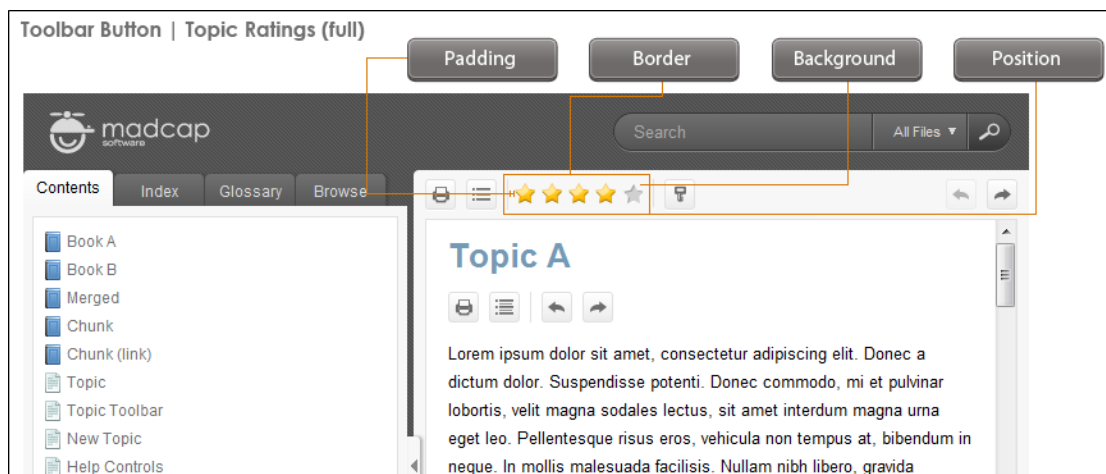 Toolbar Button | Topic Ratings (full)
Padding
Border
Background
Position
madcap
software
Search
All Files
Contents
Index
Glossary
Browse
Book A
Book B
Merged
Chunk
Chunk (link)
Topic
Topic Toolbar
New Topic
Help Controls
Topic A
Lorem ipsum dolor sit amet, consectetur adipiscing elit. Donec a
dictum dolor. Suspendisse potenti. Donec commodo, mi et pulvinar
lobortis, velit magna sodales lectus, sit amet interdum magna urna
eget leo. Pellentesque risus eros, vehicula non tempus at, bibendum in
neque. In mollis malesuada facilisis. Nullam nibh libero, gravida